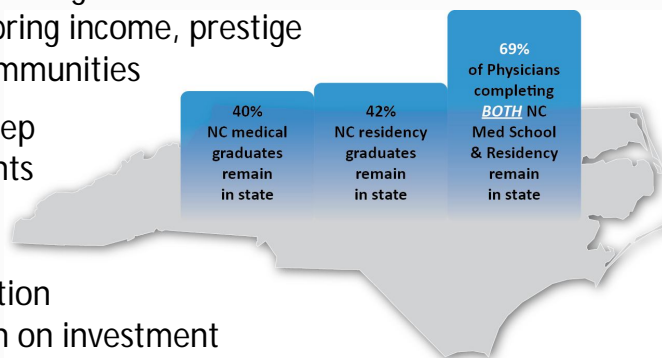 oring income, prestige
mmunities
ep
nts
tion
n on investment
40%
NC medical
graduates
remain
in state
42%
NC residency
graduates
remain
in state
69%
of Physicians
completing
BOTH NC
Med School
& Residency
remain
in state